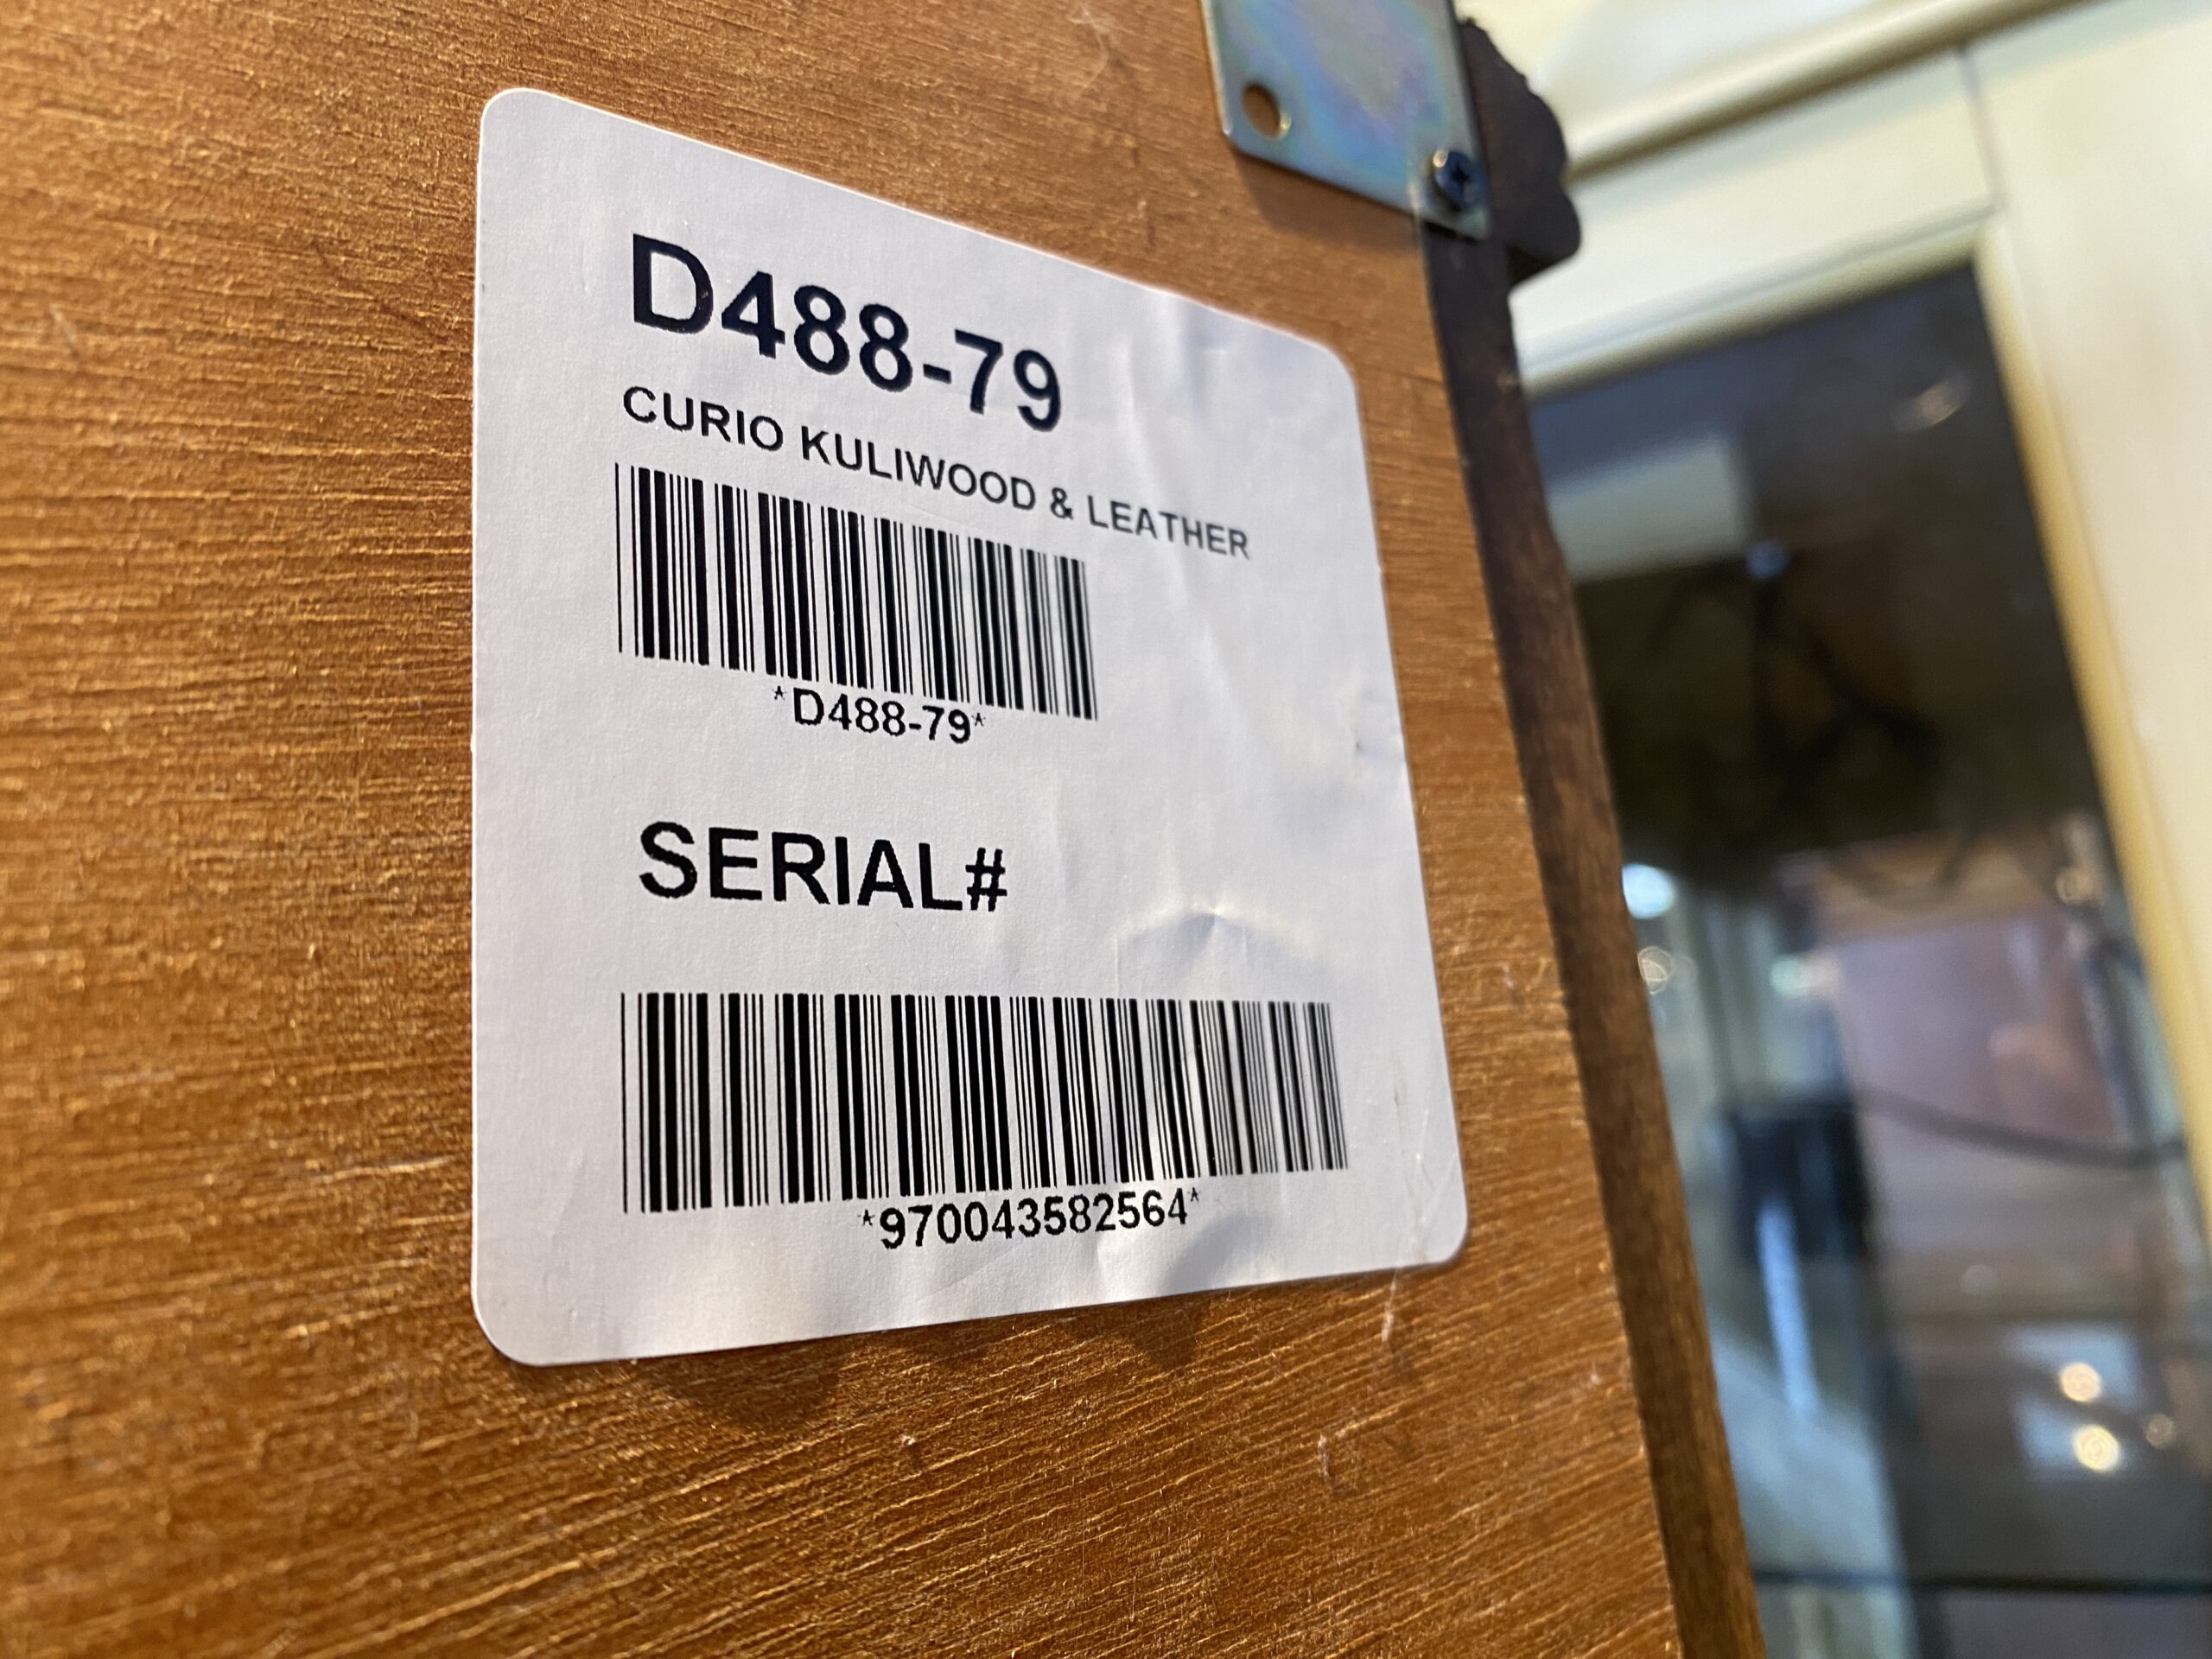 D488-79
CURIO KULIWOOD & LEATHER
*D488-79*
SERIAL#
*970043582564*